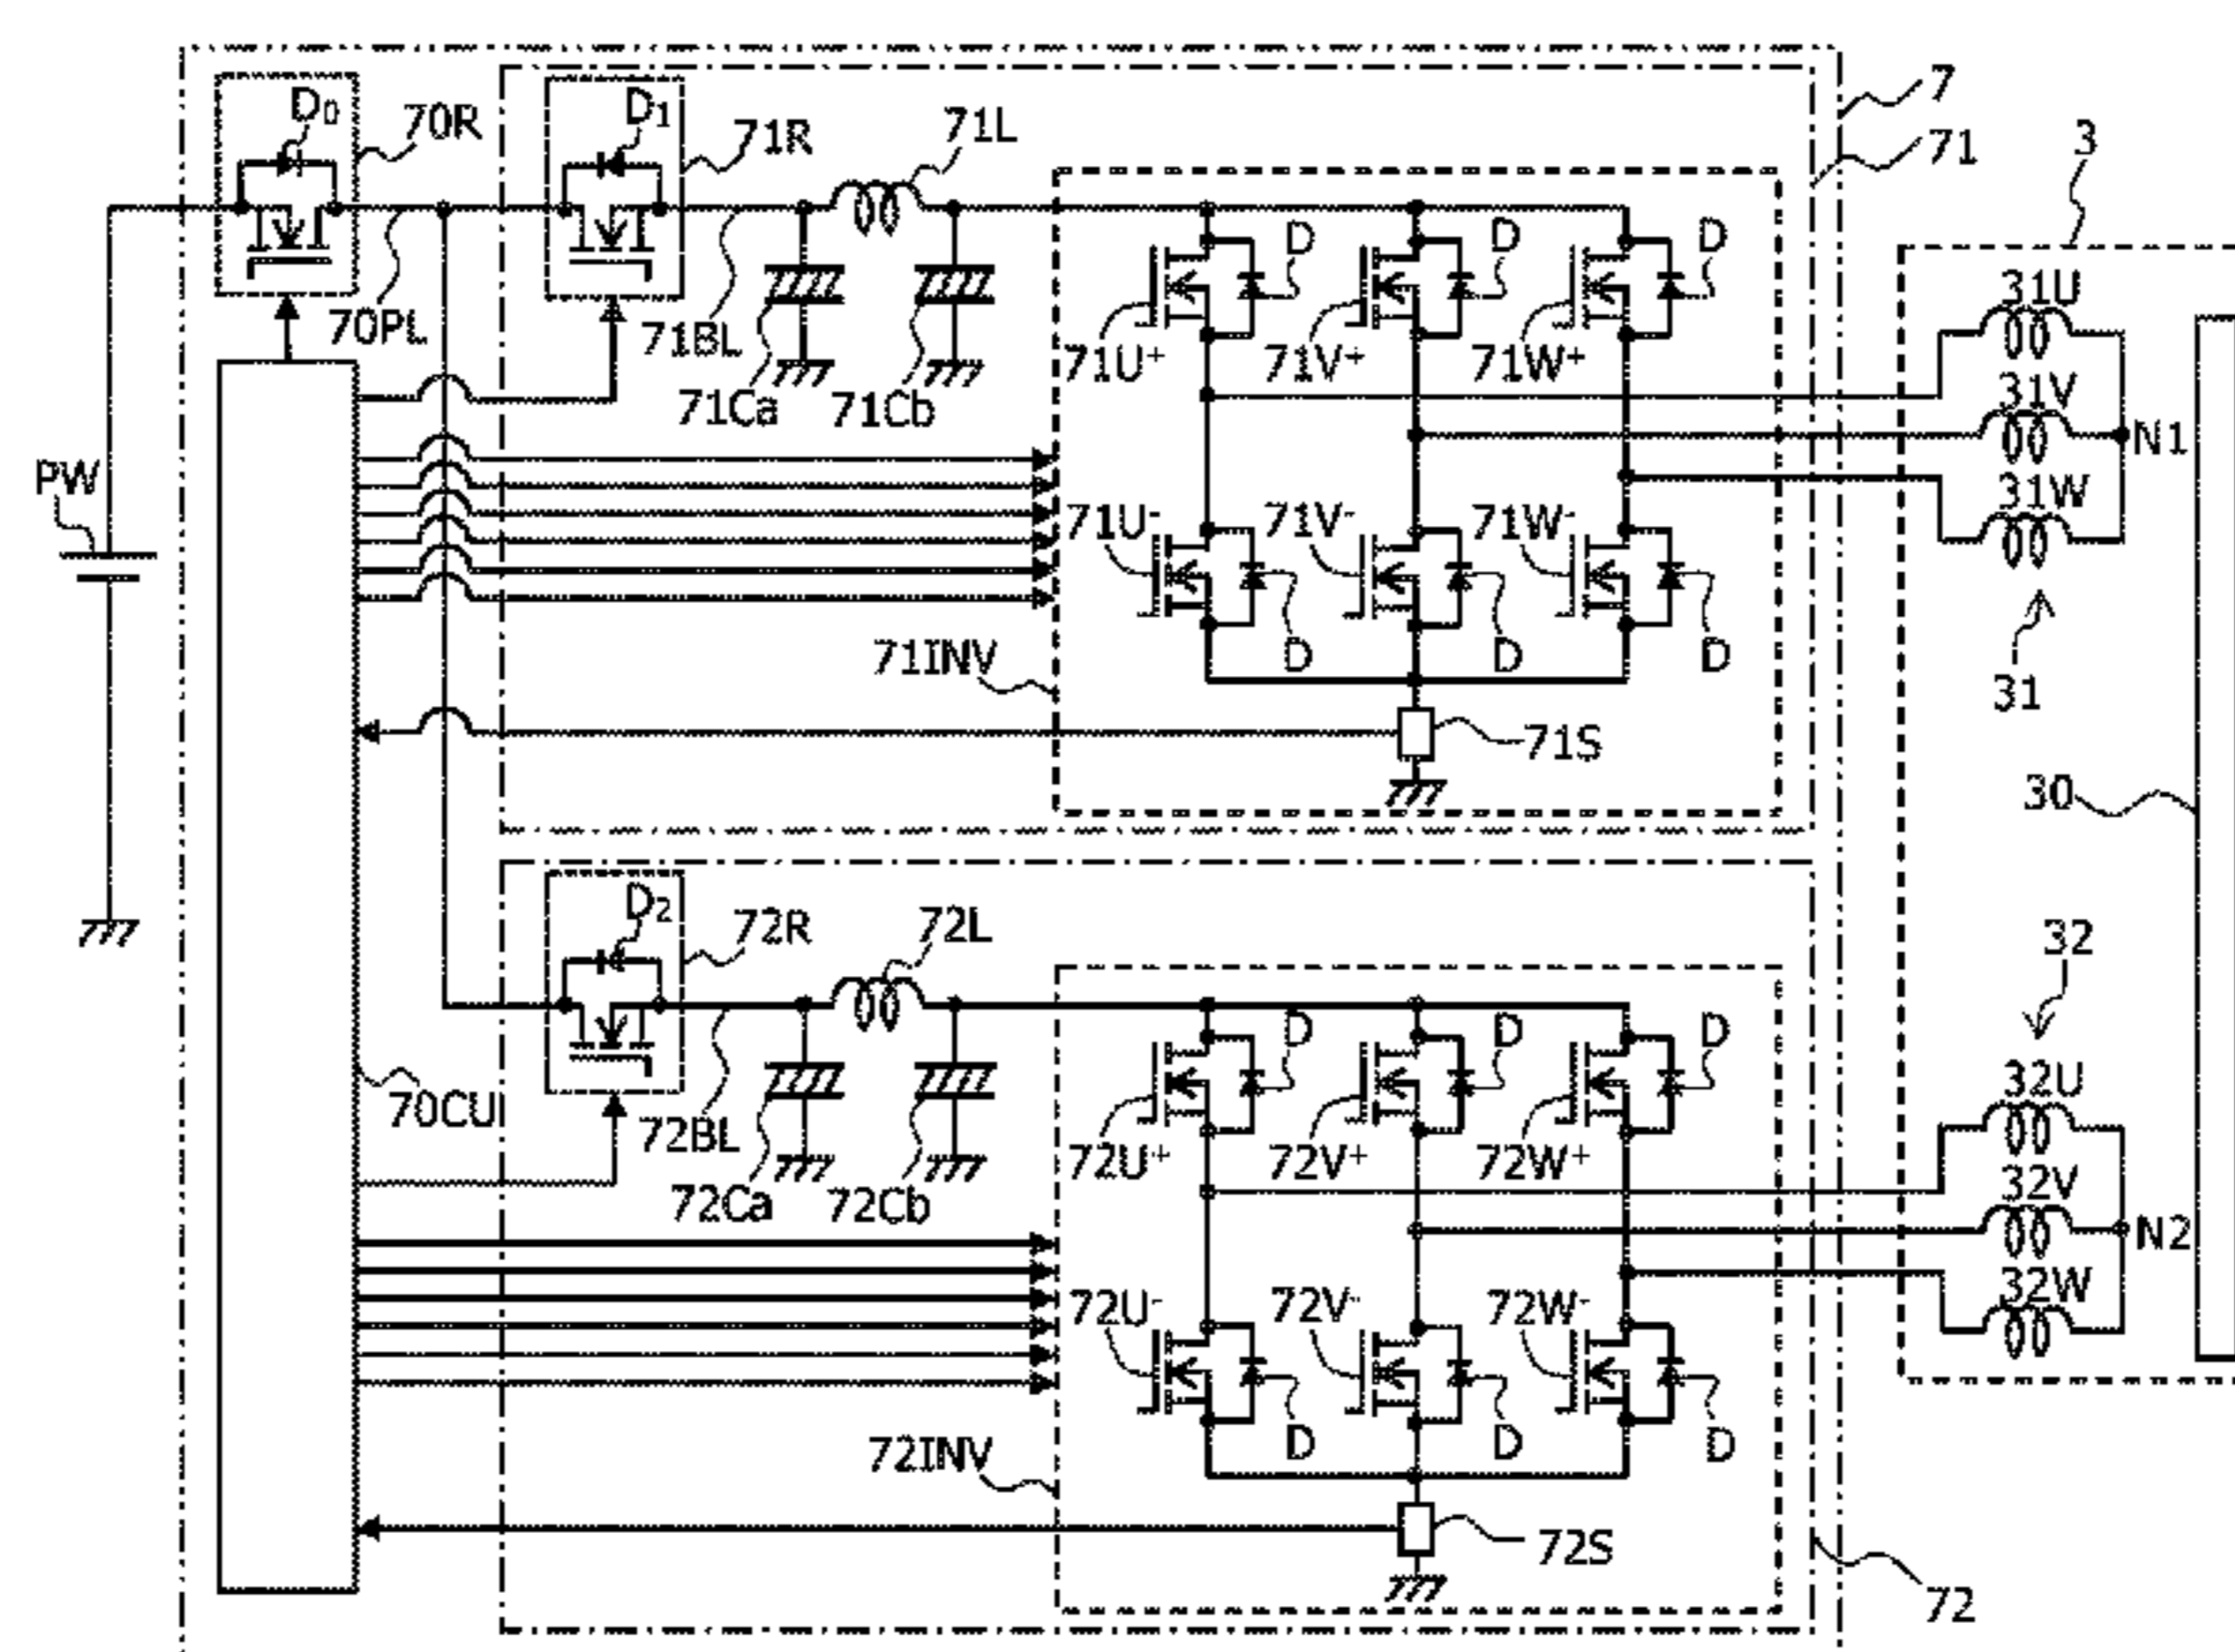 D0
70R
D1
71R
71L
7
71
3
D
D
D
31U
70PL
71BL
71U+
71V+
71W+
31V
71Ca
71Cb
N1
PW
31W
71U-
71V-
71W-
71INV
D
D
D
31
71S
30
D2
72R
72L
32
D
D
D
32U
70CU
72BL
72U+
72V+
72W+
72Ca
72Cb
32V
N2
32W
72U-
72V-
72W-
72INV
D
D
D
72S
72